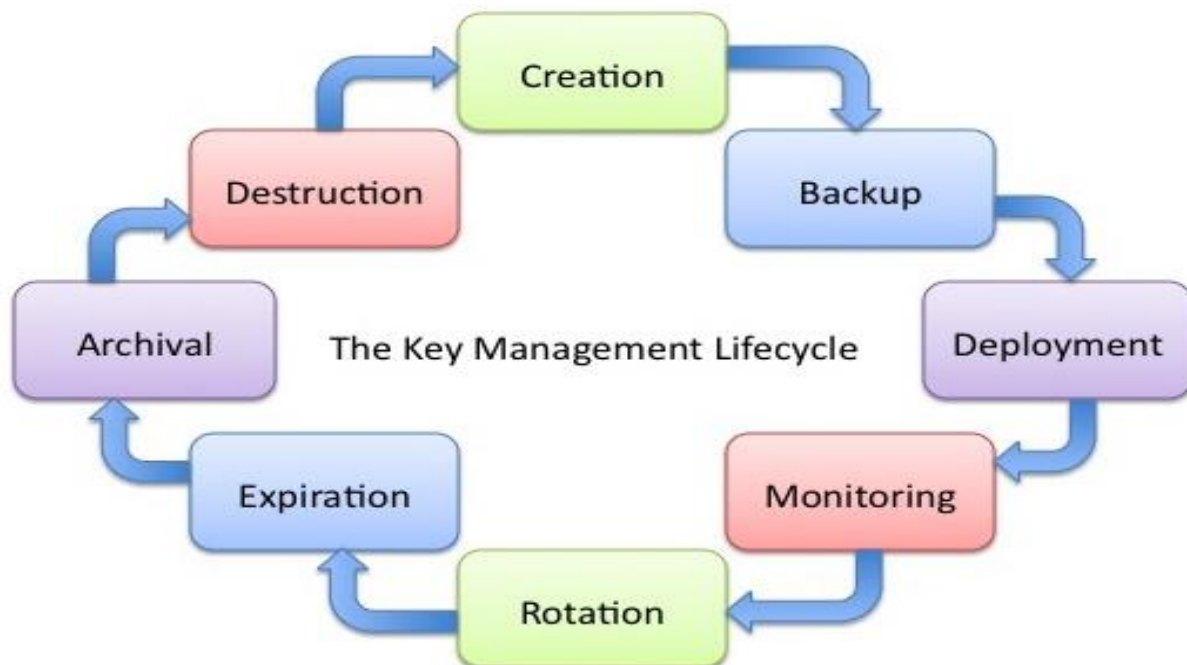 Creation
Destruction
Backup
Archival
The Key Management Lifecycle
Deployment
Expiration
Monitoring
Rotation